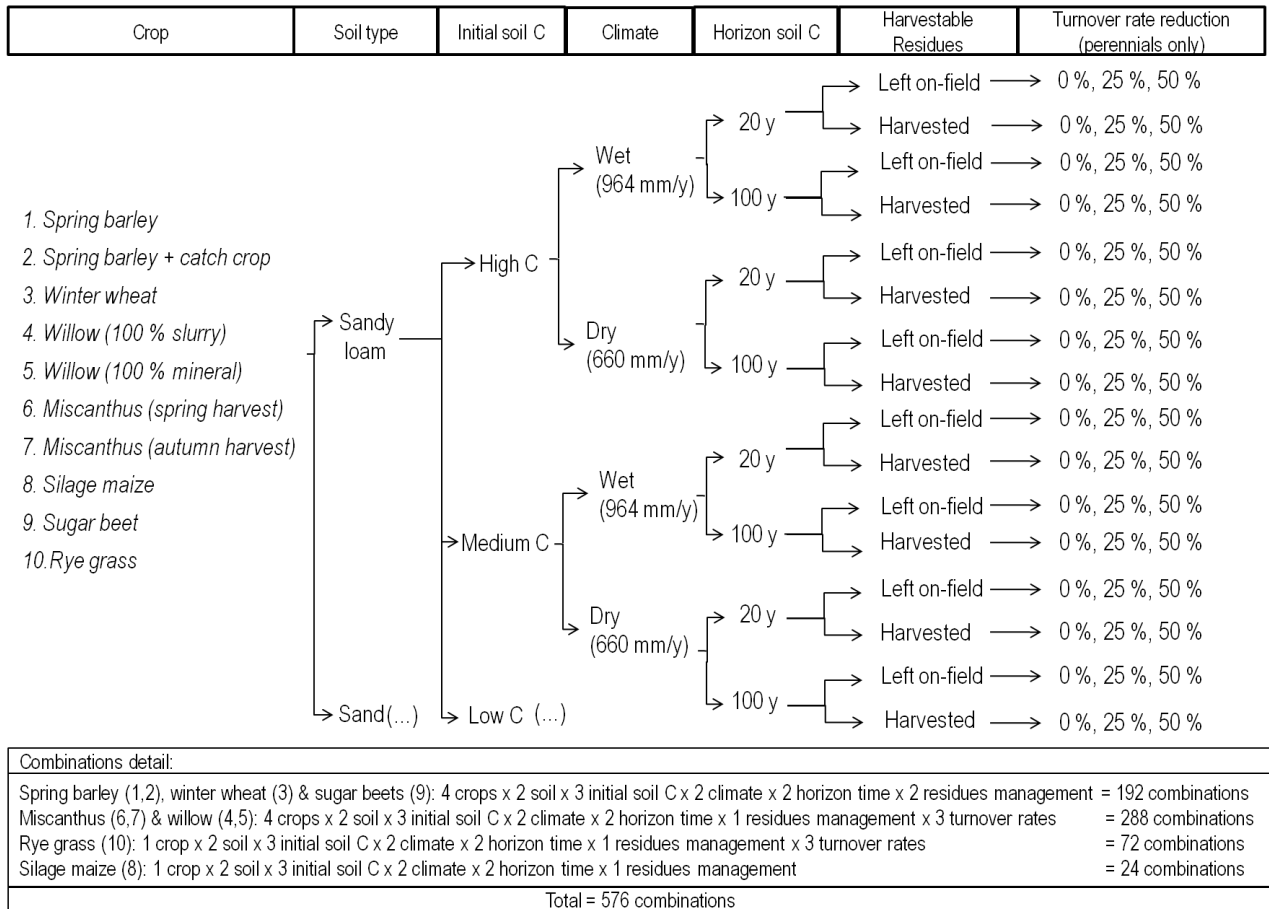 Crop Soil type Initial soil C Climate Horizon soil C Harvestable Residues Turnover rate reduction (perennials only)
1. Spring barley
2. Spring barley + catch crop
3. Winter wheat
4. Willow (100 % slurry)
5. Willow (100 % mineral)
6. Miscanthus (spring harvest)
7. Miscanthus (autumn harvest)
8. Silage maize
9. Sugar beet
10. Rye grass
Sandy
loam
Sand (...)
High C
Medium C
Low C (...)
Wet
(964 mm/y)
Dry
(660 mm/y)
Wet
(964 mm/y)
Dry
(660 mm/y)
20 y
100 y
20 y
100 y
20 y
100 y
20 y
100 y
Left on-field 0 %, 25 %, 50 %
Harvested 0 %, 25 %, 50 %
Left on-field 0 %, 25 %, 50 %
Harvested 0 %, 25 %, 50 %
Left on-field 0 %, 25 %, 50 %
Harvested 0 %, 25 %, 50 %
Left on-field 0 %, 25 %, 50 %
Harvested 0 %, 25 %, 50 %
Left on-field 0 %, 25 %, 50 %
Harvested 0 %, 25 %, 50 %
Left on-field 0 %, 25 %, 50 %
Harvested 0 %, 25 %, 50 %
Left on-field 0 %, 25 %, 50 %
Harvested 0 %, 25 %, 50 %
Left on-field 0 %, 25 %, 50 %
Harvested 0 %, 25 %, 50 %
Combinations detail:
Spring barley (1,2), winter wheat (3) & sugar beets (9): 4 crops x 2 soil x 3 initial soil C x 2 climate x 2 horizon time x 2 residues management = 192 combinations
Miscanthus (6,7) & willow (4,5): 4 crops x 2 soil x 3 initial soil C x 2 climate x 2 horizon time x 1 residues management x 3 turnover rates = 288 combinations
Rye grass (10): 1 crop x 2 soil x 3 initial soil C x 2 climate x 2 horizon time x 1 residues management x 3 turnover rates = 72 combinations
Silage maize (8): 1 crop x 2 soil x 3 initial soil C x 2 climate x 2 horizon time x 1 residues management = 24 combinations
Total = 576 combinations